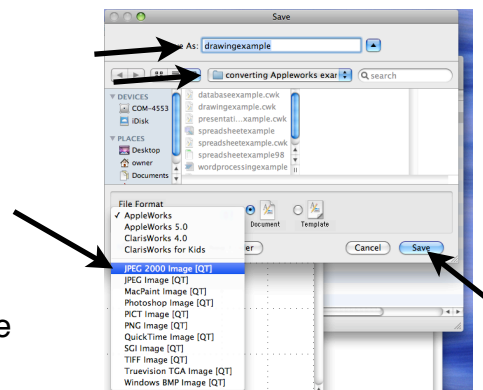 Save
e As: drawingexample
converting Appleworks exar
search
DEVICES
COM-4553
iDisk
PLACES
Desktop
owner
Documents
databaseexample.cwk
drawingexample.cwk
presentati...xample.cwk
spreadsheetexample
spreadsheetexample.cwk
spreadsheetexample98
wordprocessingexample
File Format
✓ AppleWorks
AppleWorks 5.0
ClarisWorks 4.0
ClarisWorks for Kids
JPEG 2000 Image [QT]
JPEG Image [QT]
MacPaint Image [QT]
Photoshop Image [QT]
PICT Image [QT]
PNG Image [QT]
QuickTime Image [QT]
SGI Image [QT]
TIFF Image [QT]
Truevision TGA Image [QT]
Windows BMP Image [QT]
Document
Template
er
Cancel
Save
e